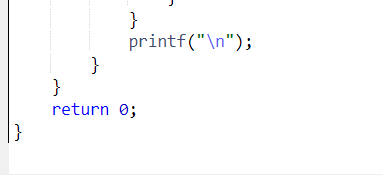 }
printf("\n");
}
}
return 0;
}